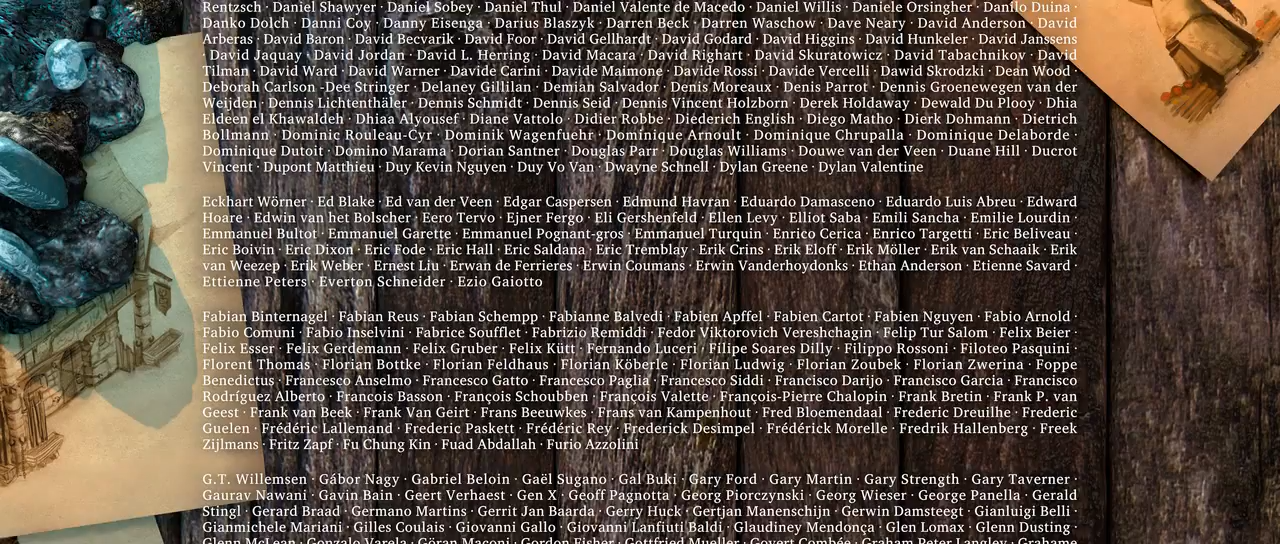 Rentzsch · Daniel Shawyer · Daniel Sobey · Daniel Thul · Daniel Valente de Macedo · Daniel Willis · Daniele Orsingher · Danilo Duina ·
Danko Dolch · Danni Coy · Danny Eisenga · Darius Blaszyk · Darren Beck · Darren Waschow · Dave Neary · David Anderson · David
Arberas · David Baron · David Becvarik · David Foor · David Gellhardt · David Godard · David Higgins · David Hunkeler · David Janssens
· David Jaquay · David Jordan · David L. Herring · David Macara · David Righart · David Skuratowicz · David Tabachnikov · David
Tilman · David Ward · David Warner · Davide Carini · Davide Maimone · Davide Rossi · Davide Vercelli · Dawid Skrodzki · Dean Wood ·
Deborah Carlson -Dee Stringer · Delaney Gillilan · Demian Salvador · Denis Moreaux · Denis Parrot · Dennis Groenewegen van der
Weijden · Dennis Lichtenthäler · Dennis Schmidt · Dennis Seid · Dennis Vincent Holzborn · Derek Holdaway · Dewald Du Plooy · Dhia
Eldeen el Khawaldeh · Dhiaa Alyousef · Diane Vattolo · Didier Robbe · Diederich English · Diego Matho · Dierk Dohmann · Dietrich
Bollmann · Dominic Rouleau-Cyr · Dominik Wagenfuehr · Dominique Arnoult · Dominique Chrupalla · Dominique Delaborde ·
Dominique Dutoit · Domino Marama · Dorian Santner · Douglas Parr · Douglas Williams · Douwe van der Veen · Duane Hill · Ducrot
Vincent · Dupont Matthieu · Duy Kevin Nguyen · Duy Vo Van · Dwayne Schnell · Dylan Greene · Dylan Valentine
Eckhart Wörner · Ed Blake · Ed van der Veen · Edgar Caspersen · Edmund Havran · Eduardo Damasceno · Eduardo Luis Abreu · Edward
Hoare · Edwin van het Bolscher · Eero Tervo · Ejner Fergo · Eli Gershenfeld · Ellen Levy · Elliot Saba · Emili Sancha · Emilie Lourdin ·
Emmanuel Bultot · Emmanuel Garette · Emmanuel Pognant-gros · Emmanuel Turquin · Enrico Cerica · Enrico Targetti · Eric Beliveau ·
Eric Boivin · Eric Dixon · Eric Fode · Eric Hall · Eric Saldana · Eric Tremblay · Erik Crins · Erik Eloff · Erik Möller · Erik van Schaaik · Erik
van Weezep · Erik Weber · Ernest Liu · Erwan de Ferrieres · Erwin Coumans · Erwin Vanderhoydonks · Ethan Anderson · Etienne Savard ·
Ettienne Peters · Everton Schneider · Ezio Gaiotto
Fabian Binternagel · Fabian Reus · Fabian Schempp · Fabianne Balvedi · Fabien Apffel · Fabien Cartot · Fabien Nguyen · Fabio Arnold ·
Fabio Comuni · Fabio Inselvini · Fabrice Soufflet · Fabrizio Remiddi · Fedor Viktorovich Vereshchagin · Felip Tur Salom · Felix Beier ·
Felix Esser · Felix Gerdemann · Felix Gruber · Felix Kütt · Fernando Luceri · Filipe Soares Dilly · Filippo Rossoni · Filoteo Pasquini ·
Florent Thomas · Florian Bottke · Florian Feldhaus · Florian Köberle · Florian Ludwig · Florian Zoubek · Florian Zwerina · Foppe
Benedictus · Francesco Anselmo · Francesco Gatto · Francesco Paglia · Francesco Siddi · Francisco Darijo · Francisco Garcia · Francisco
Rodríguez Alberto · Francois Basson · François Schoubben · François Valette · François-Pierre Chalopin · Frank Bretin · Frank P. van
Geest · Frank van Beek · Frank Van Geirt · Frans Beeuwkes · Frans van Kampenhout · Fred Bloemendaal · Frederic Dreuilhe · Frederic
Guelen · Frédéric Lallemand · Frederic Paskett · Frédéric Rey · Frederick Desimpel · Frédérick Morelle · Fredrik Hallenberg · Freek
Zijlmans · Fritz Zapf · Fu Chung Kin · Fuad Abdallah · Furio Azzolini
G.T. Willemsen · Gábor Nagy · Gabriel Beloin · Gaël Sugano · Gal Buki · Gary Ford · Gary Martin · Gary Strength · Gary Taverner ·
Gaurav Nawani · Gavin Bain · Geert Verhaest · Gen X · Geoff Pagnotta · Georg Piorczynski · Georg Wieser · George Panella · Gerald
Stingl · Gerard Braad · Germano Martins · Gerrit Jan Baarda · Gerry Huck · Gertjan Manenschijn · Gerwin Damsteegt · Gianluigi Belli ·
Gianmichele Mariani · Gilles Coulais · Giovanni Gallo · Giovanni Lanfiuti Baldi · Glaudiney Mendonça · Glen Lomax · Glenn Dusting ·
Glenn McLean · Gonzalo Varela · Göran Maconi · Gordon Fisher · Gottfried Mueller · Govert Combée · Graham Peter Langley · Grahame